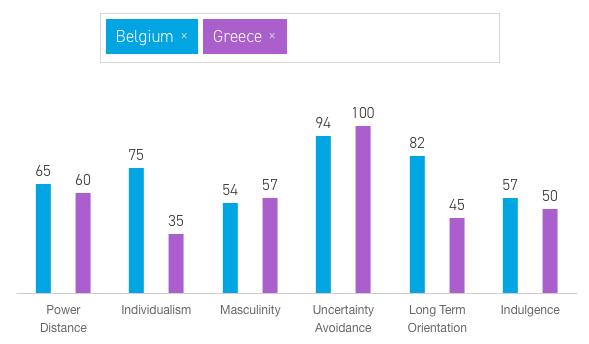 Belgium × Greece ×
65 60 75 35 54 57 94 100 82 45 57 50
Power Distance
Individualism
Masculinity
Uncertainty Avoidance
Long Term Orientation
Indulgence